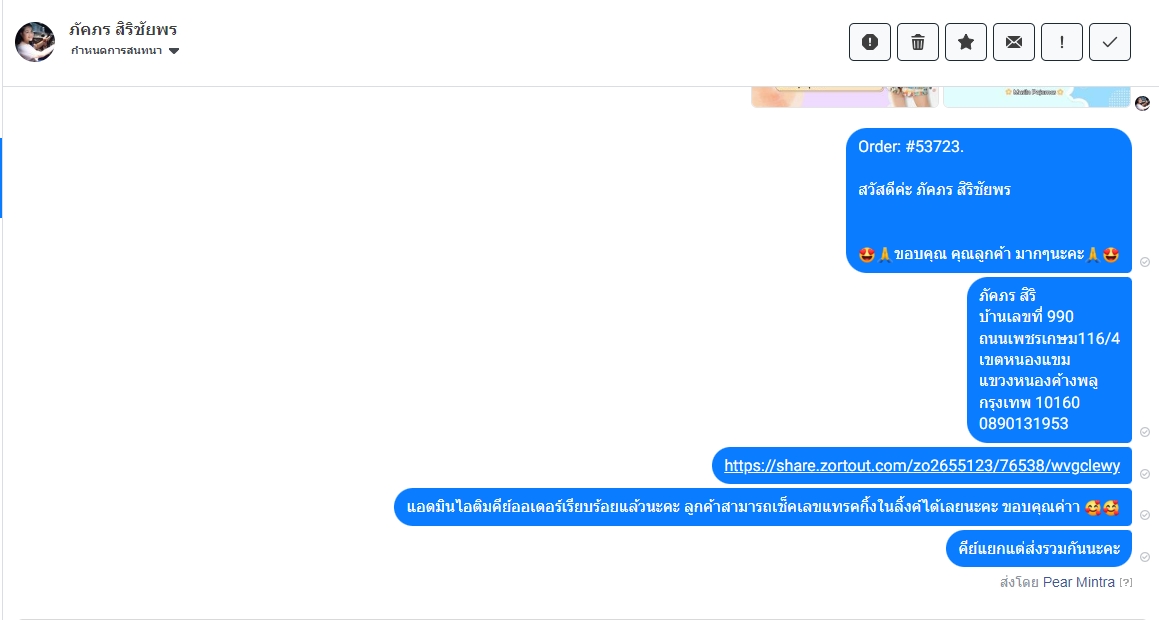 ภัคภร สิริชัยพร
กำหนดการสนทนา
Order: #53723.
สวัสดีค่ะ ภัคภร สิริชัยพร
🤩🙏ขอบคุณ คุณลูกค้า มากๆนะคะ🙏🤩
ภัคภร สิริ
บ้านเลขที่ 990
ถนนเพชรเกษม116/4
เขตหนองแขม
แขวงหนองค้างพลู
กรุงเทพ 10160
0890131953
https://share.zortout.com/zo2655123/76538/wvgclewy
แอดมินไอติมคีย์ออเดอร์เรียบร้อยแล้วนะคะ ลูกค้าสามารถเช็คเลขแทรคกิ้งในลิ้งค์ได้เลยนะคะ ขอบคุณค่าา 🥰🥰
คีย์แยกแต่ส่งรวมกันนะคะ
ส่งโดย Pear Mintra [?]